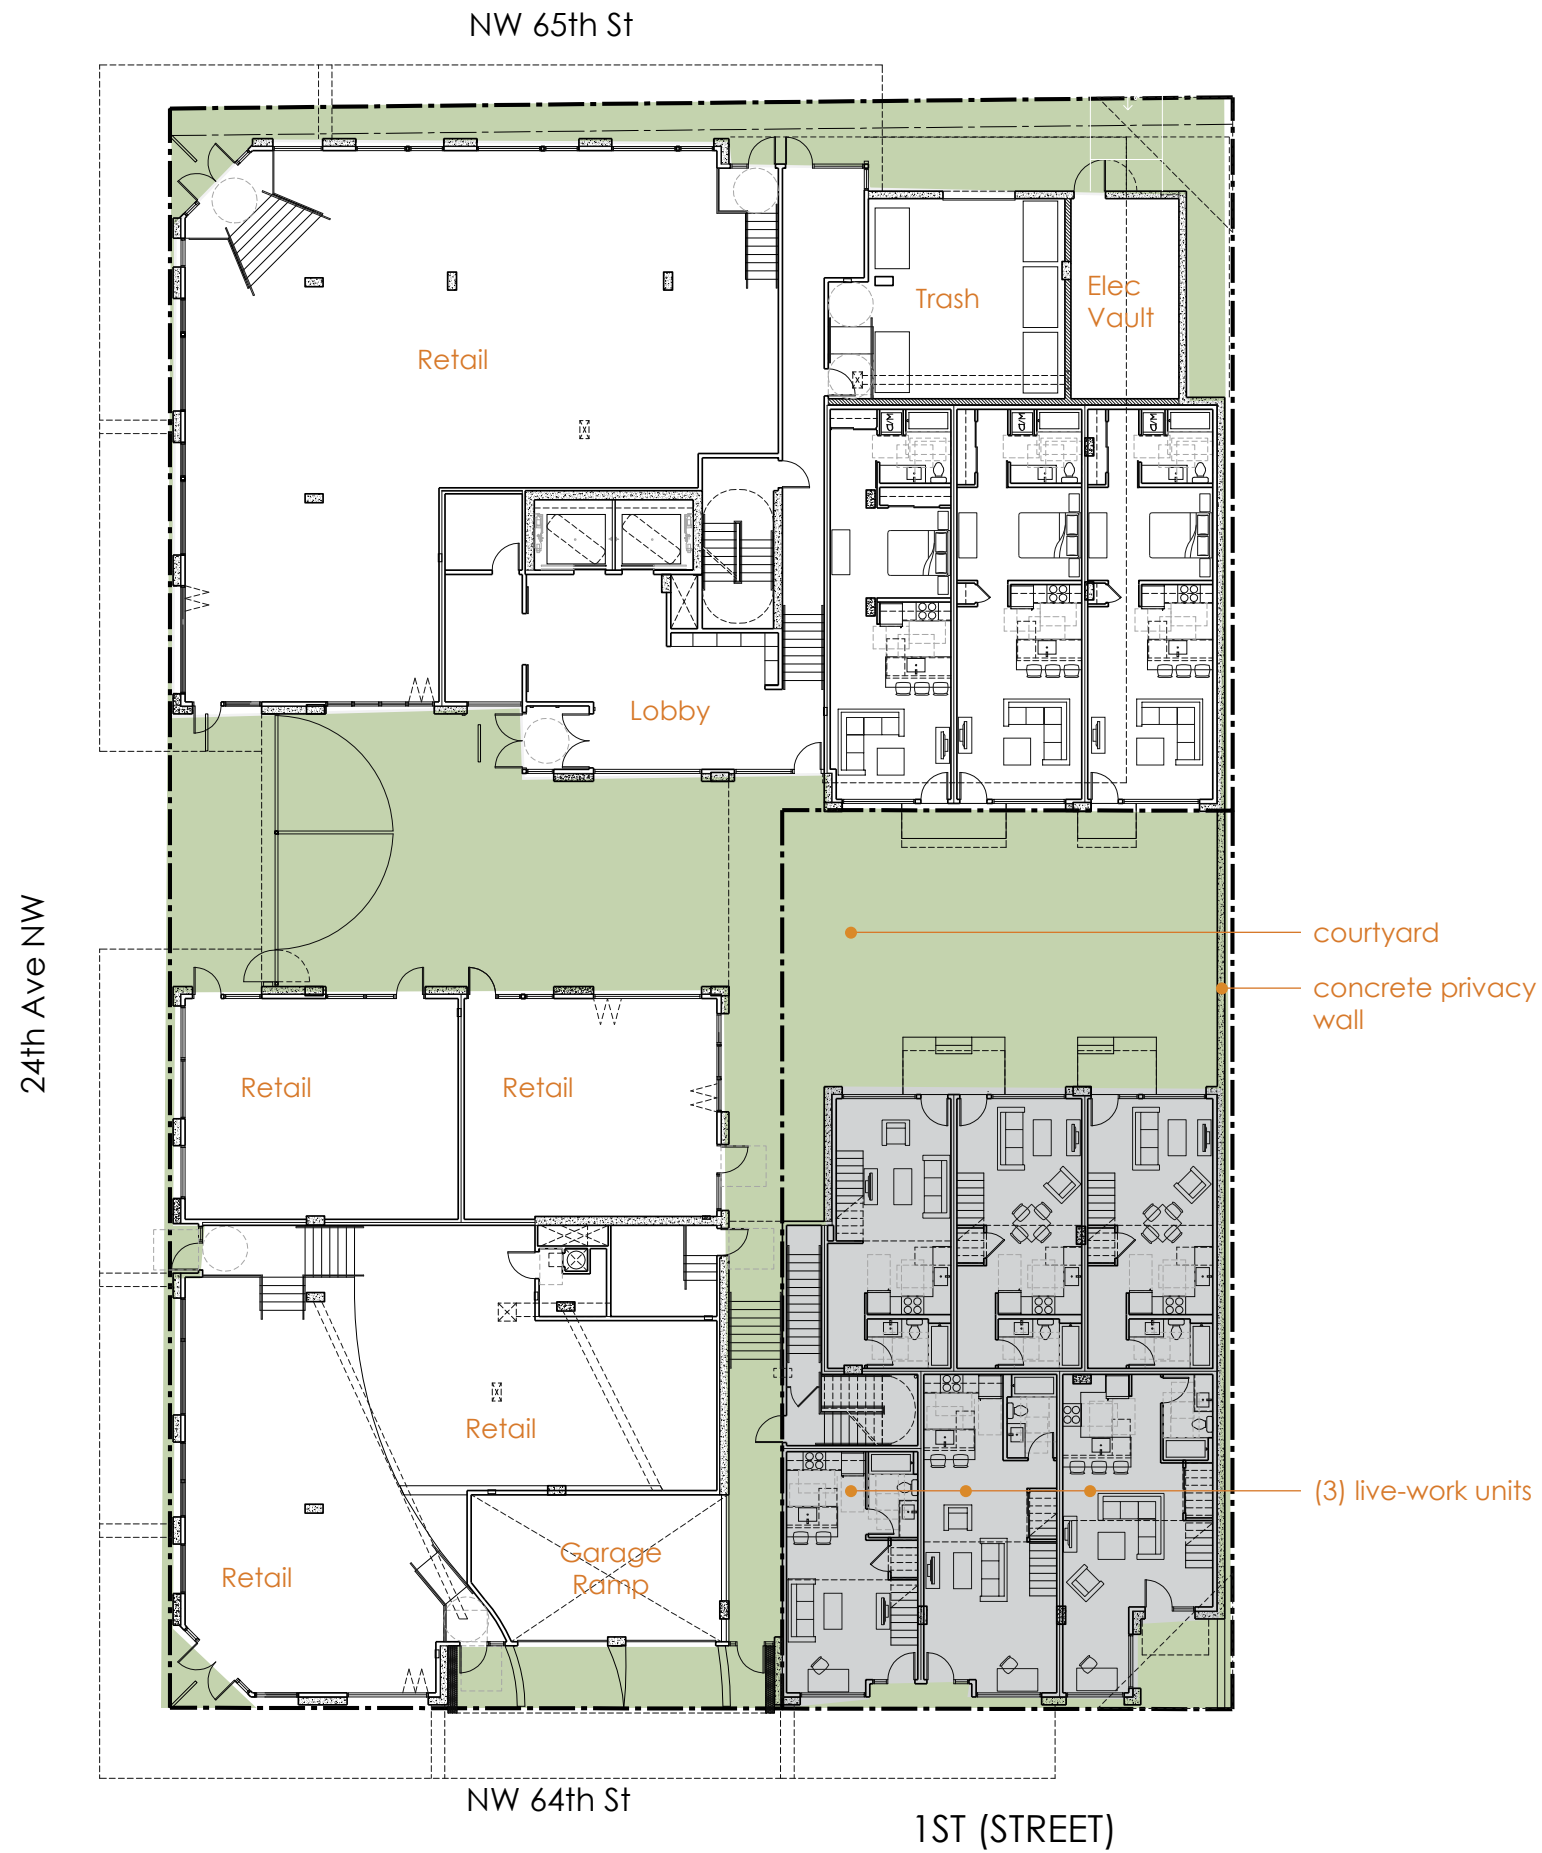 NW 65th St
Trash
Elec
Vault
Retail
W/D
W/D
Lobby
24th Ave NW
courtyard
concrete privacy
wall
Retail
Retail
Retail
(3) live-work units
Retail
Garage
Ramp
NW 64th St
1ST (STREET)